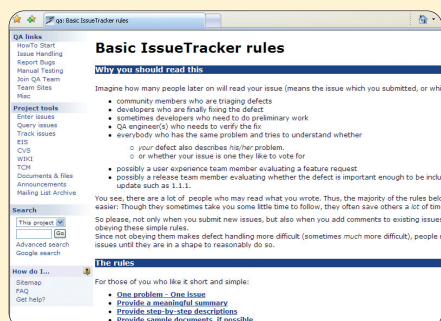 qa: Basic IssueTracker rules
QA links
HowTo Start
Issue Handling
Report Bugs
Manual Testing
Join QA Team
Team Sites
Misc
Project tools
Enter issues
Query issues
Track issues
EIS
CVS
WIKI
TCM
Documents & files
Announcements
Mailing List Archive
Search
This project
Go
Advanced search
Google search
How do I...
Sitemap
FAQ
Get help?
Basic IssueTracker rules
Why you should read this
Imagine how many people later on will read your issue (means the issue which you submitted, or whi
community members who are triaging defects
developers who are finally fixing the defect
sometimes developers who need to do preliminary work
QA engineer(s) who needs to verify the fix
everybody who has the same problem and tries to understand whether
your defect also describes his/her problem.
or whether your issue is one they like to vote for
possibly a user experience team member evaluating a feature request
possibly a release team member evaluating whether the defect is important enough to be inclu
update such as 1.1.1.
You see, there are a lot of people who may read what you wrote. Thus, the majority of the rules belo
easier: Though they sometimes take you some little time to follow, they often save others a lot of tim
So please, not only when you submit new issues, but also when you add comments to existing issues
obeying these simple rules.
Since not obeying them makes defect handling more difficult (sometimes much more difficult), people
issues until they are in a shape to reasonably do so.
The rules
For those of you who like it short and simple:
One problem - One issue
Provide a meaningful summary
Provide step-by-step descriptions
Provide sample documents, if possible